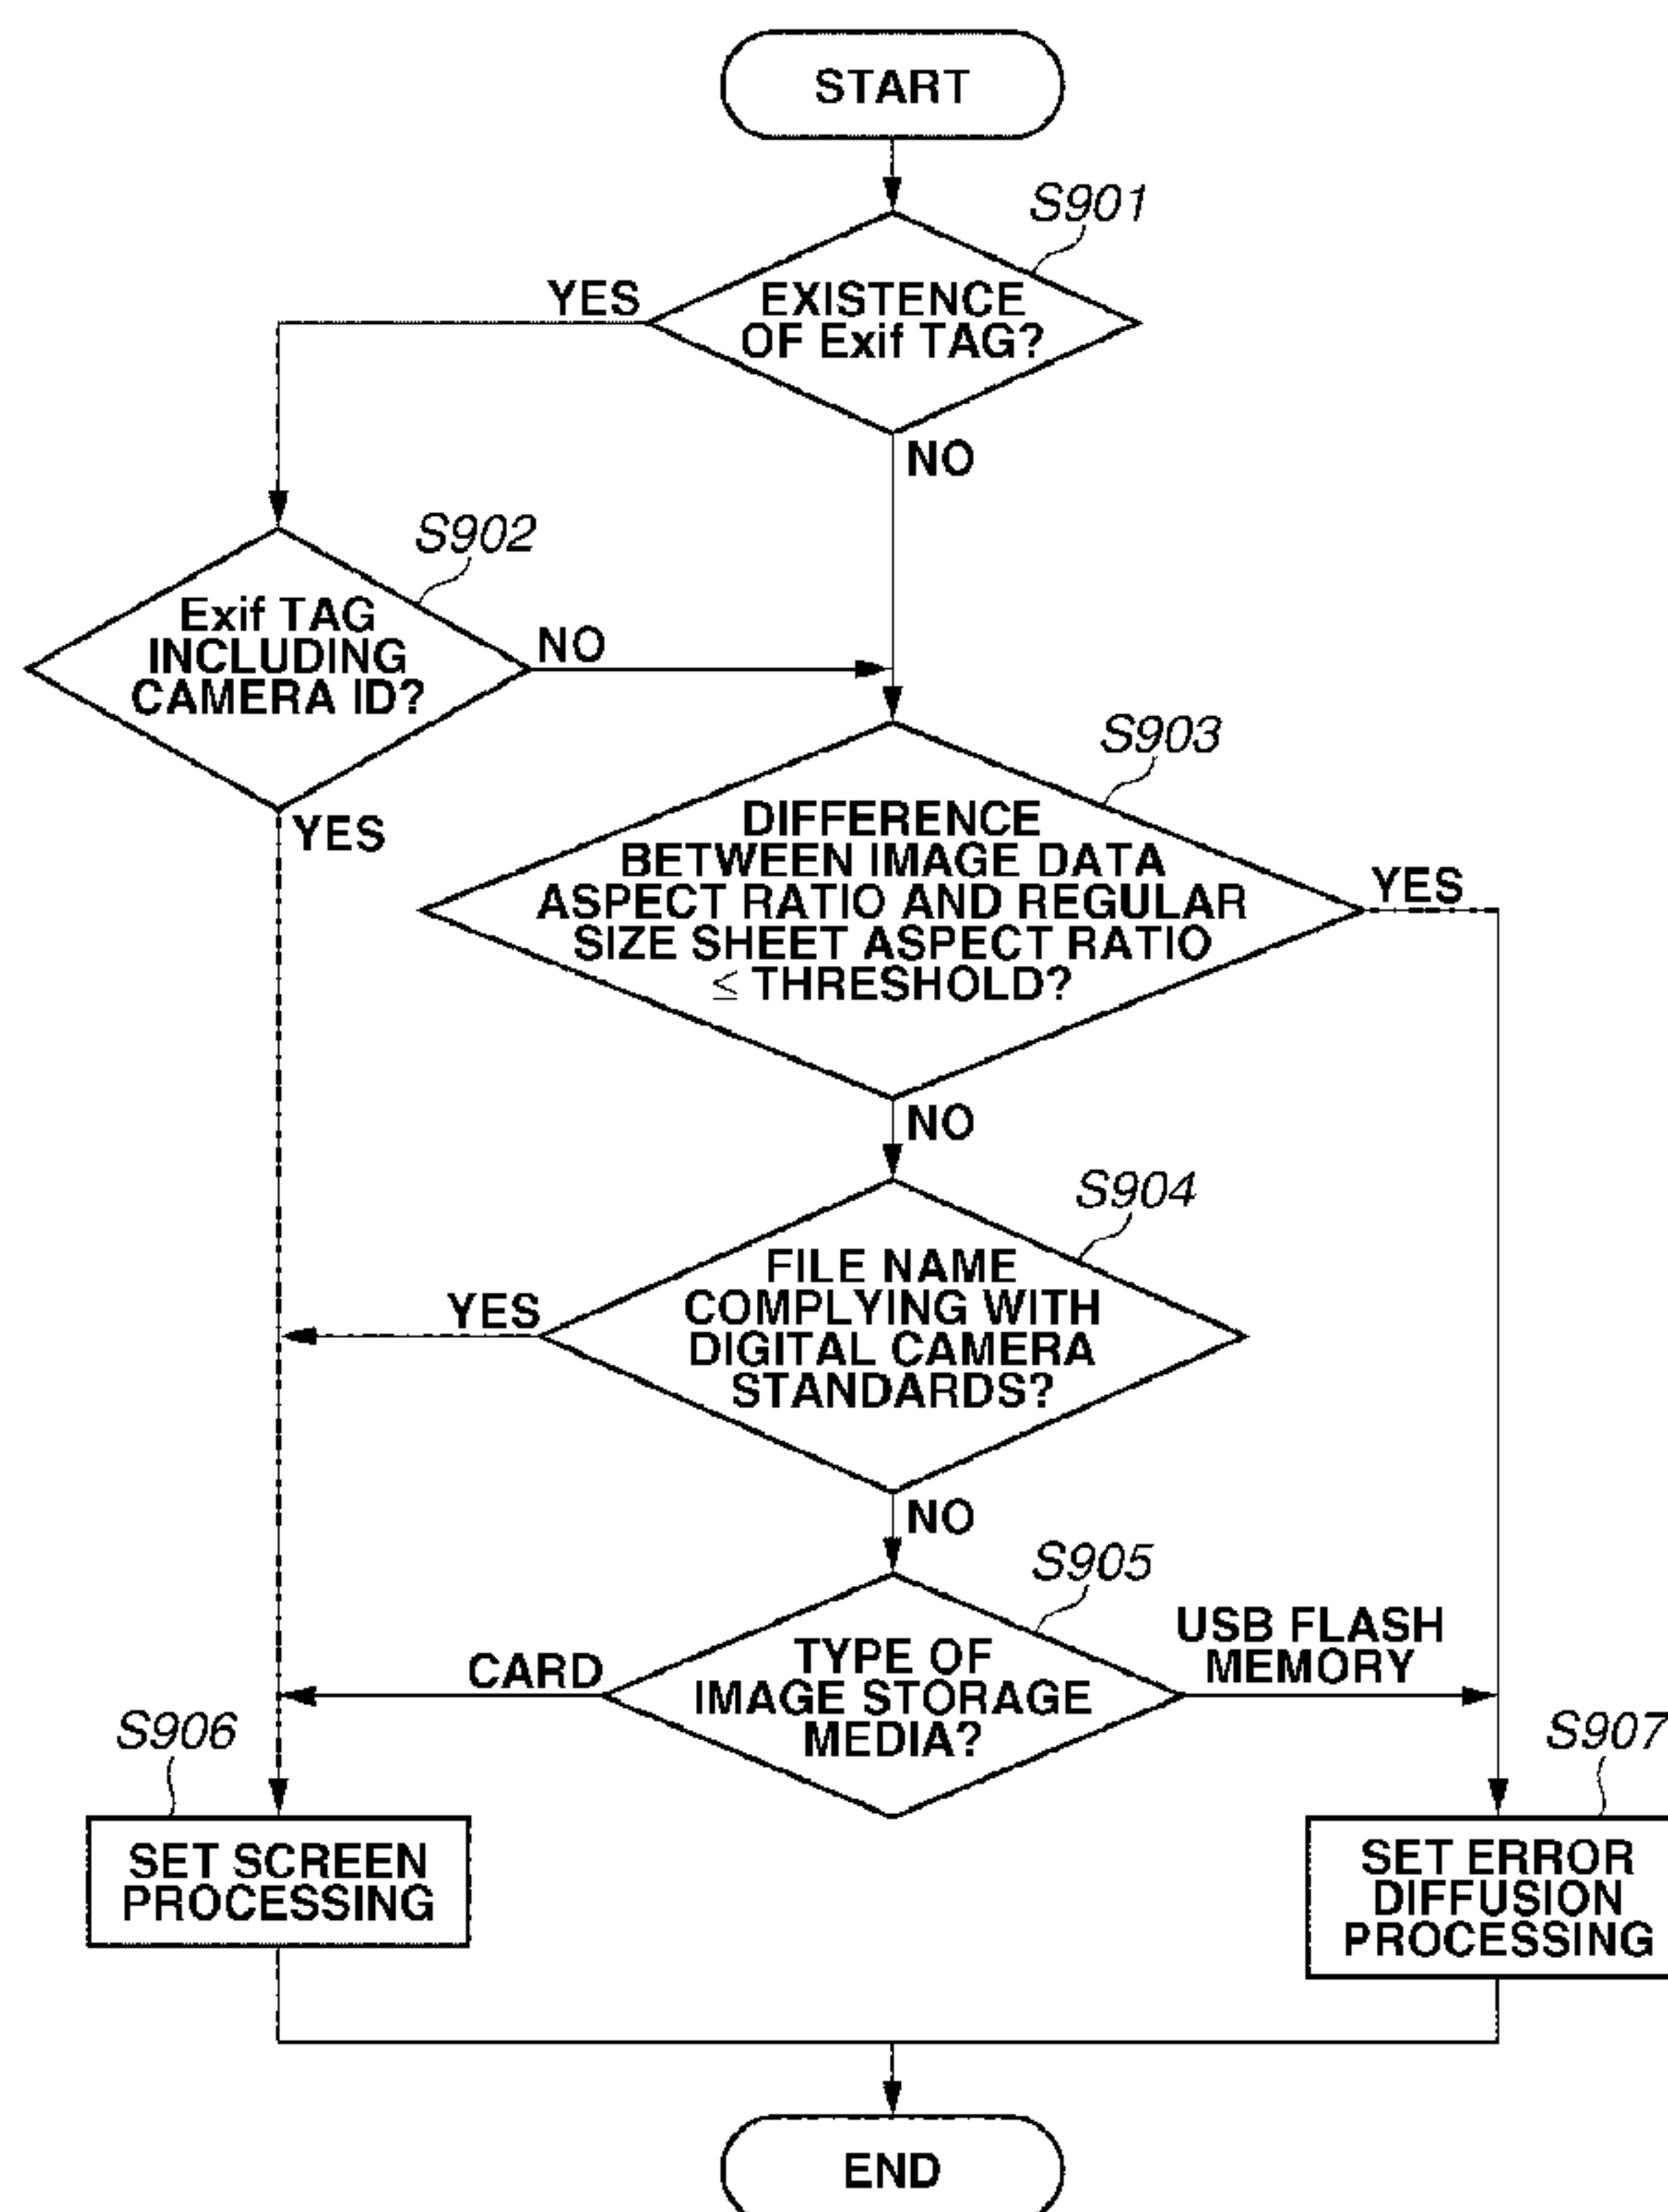 START
S901
YES
EXISTENCE
OF Exif TAG?
NO
S902
Exif TAG
INCLUDING
CAMERA ID?
NO
YES
S903
DIFFERENCE
BETWEEN IMAGE DATA
ASPECT RATIO AND REGULAR
SIZE SHEET ASPECT RATIO
≤ THRESHOLD?
YES
NO
S904
FILE NAME
COMPLYING WITH
DIGITAL CAMERA
STANDARDS?
YES
NO
S905
TYPE OF
IMAGE STORAGE
MEDIA?
CARD
USB FLASH
MEMORY
S906
SET SCREEN
PROCESSING
S907
SET ERROR
DIFFUSION
PROCESSING
END